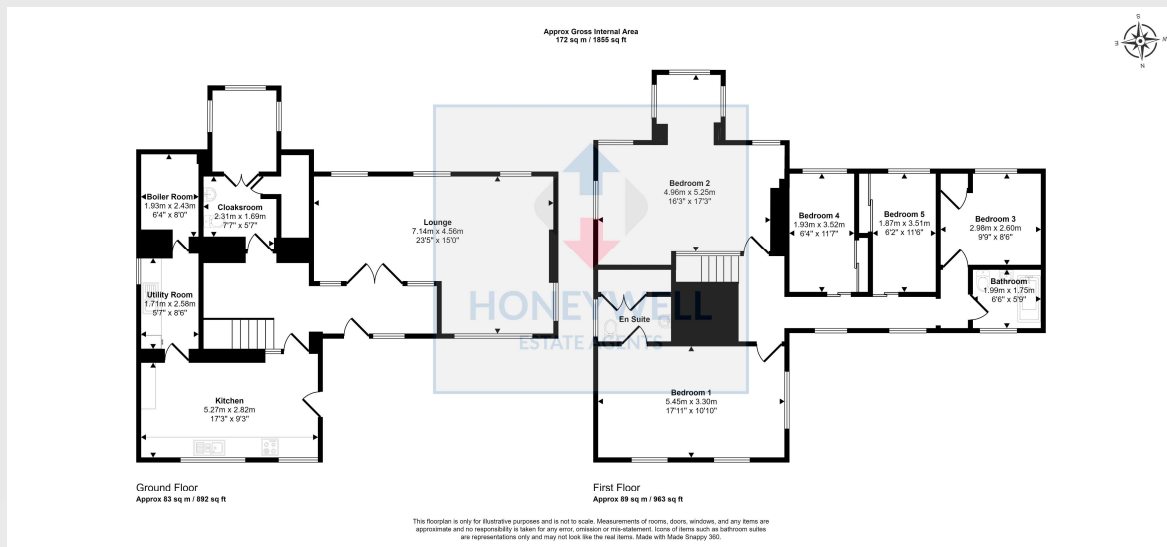 Approx Gross Internal Area
172 sq m / 1855 sq ft
S
E
W
N
Boiler Room
1.93m x 2.43m
6'4" x 8'0"
Cloaksroom
2.31m x 1.69m
7'7" x 5'7"
Lounge
7.14m x 4.56m
23'5" x 15'0"
Utility Room
1.71m x 2.58m
5'7" x 8'6"
Kitchen
5.27m x 2.82m
17'3" x 9'3"
Bedroom 2
4.96m x 5.25m
16'3" x 17'3"
Bedroom 4
1.93m x 3.52m
6'4" x 11'7"
Bedroom 5
1.87m x 3.51m
6'2" x 11'6"
Bedroom 3
2.98m x 2.60m
9'9" x 8'6"
Bathroom
1.99m x 1.75m
6'6" x 5'9"
En Suite
Bedroom 1
5.45m x 3.30m
17'11" x 10'10"
HONEYWELL
ESTATE AGENTS
Ground Floor
Approx 83 sq m / 892 sq ft
First Floor
Approx 89 sq m / 963 sq ft
This floorplan is only for illustrative purposes and is not to scale. Measurements of rooms, doors, windows, and any items are
approximate and no responsibility is taken for any error, omission or mis-statement. Icons of items such as bathroom suites
are representations only and may not look like the real items. Made with Made Snappy 360.